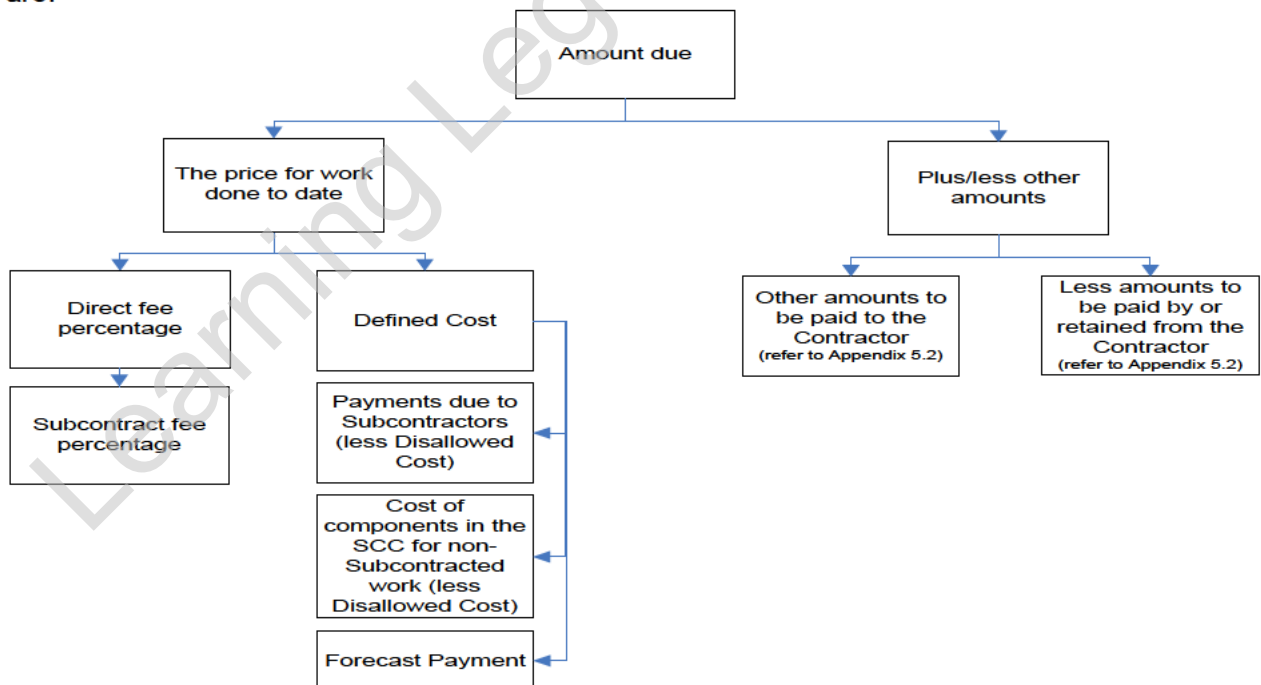 are:
Amount due
The price for work
done to date
Plus/less other
amounts
Direct fee
percentage
Defined Cost
Other amounts to
be paid to the
Contractor
(refer to Appendix 5.2)
Less amounts to
be paid by or
retained from the
Contractor
(refer to Appendix 5.2)
Subcontract fee
percentage
Payments due to
Subcontractors
(less Disallowed
Cost)
Cost of
components in the
SCC for non-
Subcontracted
work (less
Disallowed Cost)
Forecast Payment
Learning Leg